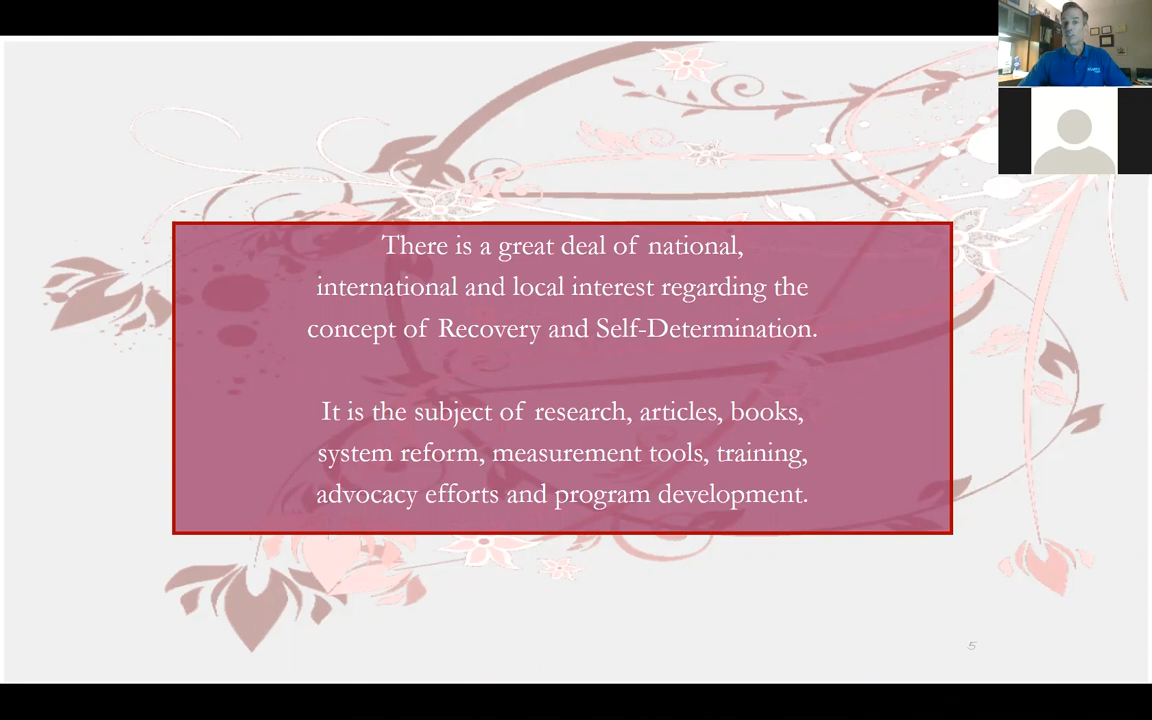 There is a great deal of national,
international and local interest regarding the
concept of Recovery and Self-Determination.
It is the subject of research, articles, books,
system reform, measurement tools, training,
advocacy efforts and program development.
5